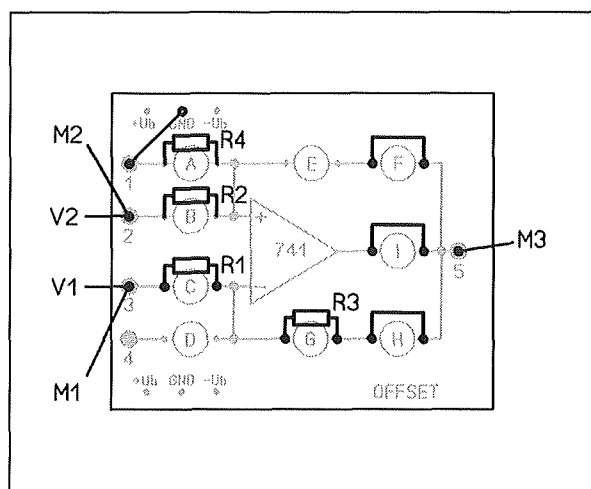 +Ub GND -Ub
M2
R4
A
E
F
1
R2
V2
B
2
+
741
I
M3
5
R1
V1
C
3
-
R3
D
G
H
4
M1
+Ub GND -Ub
OFFSET